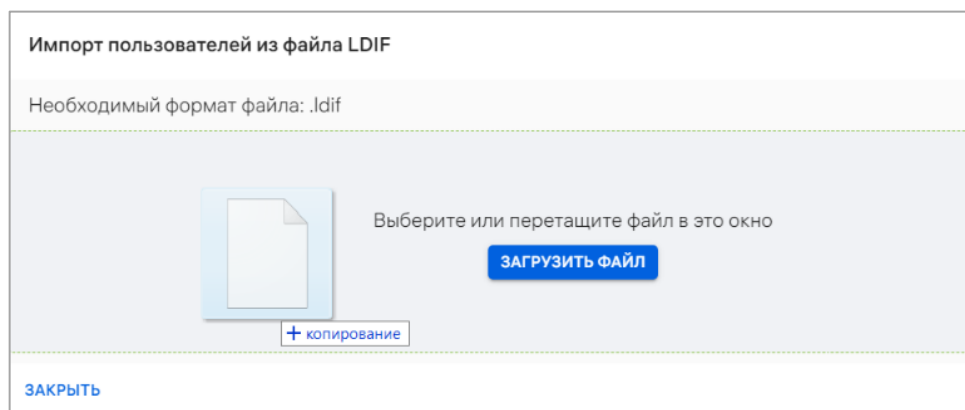 Импорт пользователей из файла LDIF
Необходимый формат файла: .ldif
Выберите или перетащите файл в это окно
ЗАГРУЗИТЬ ФАЙЛ
+ копирование
ЗАКРЫТЬ